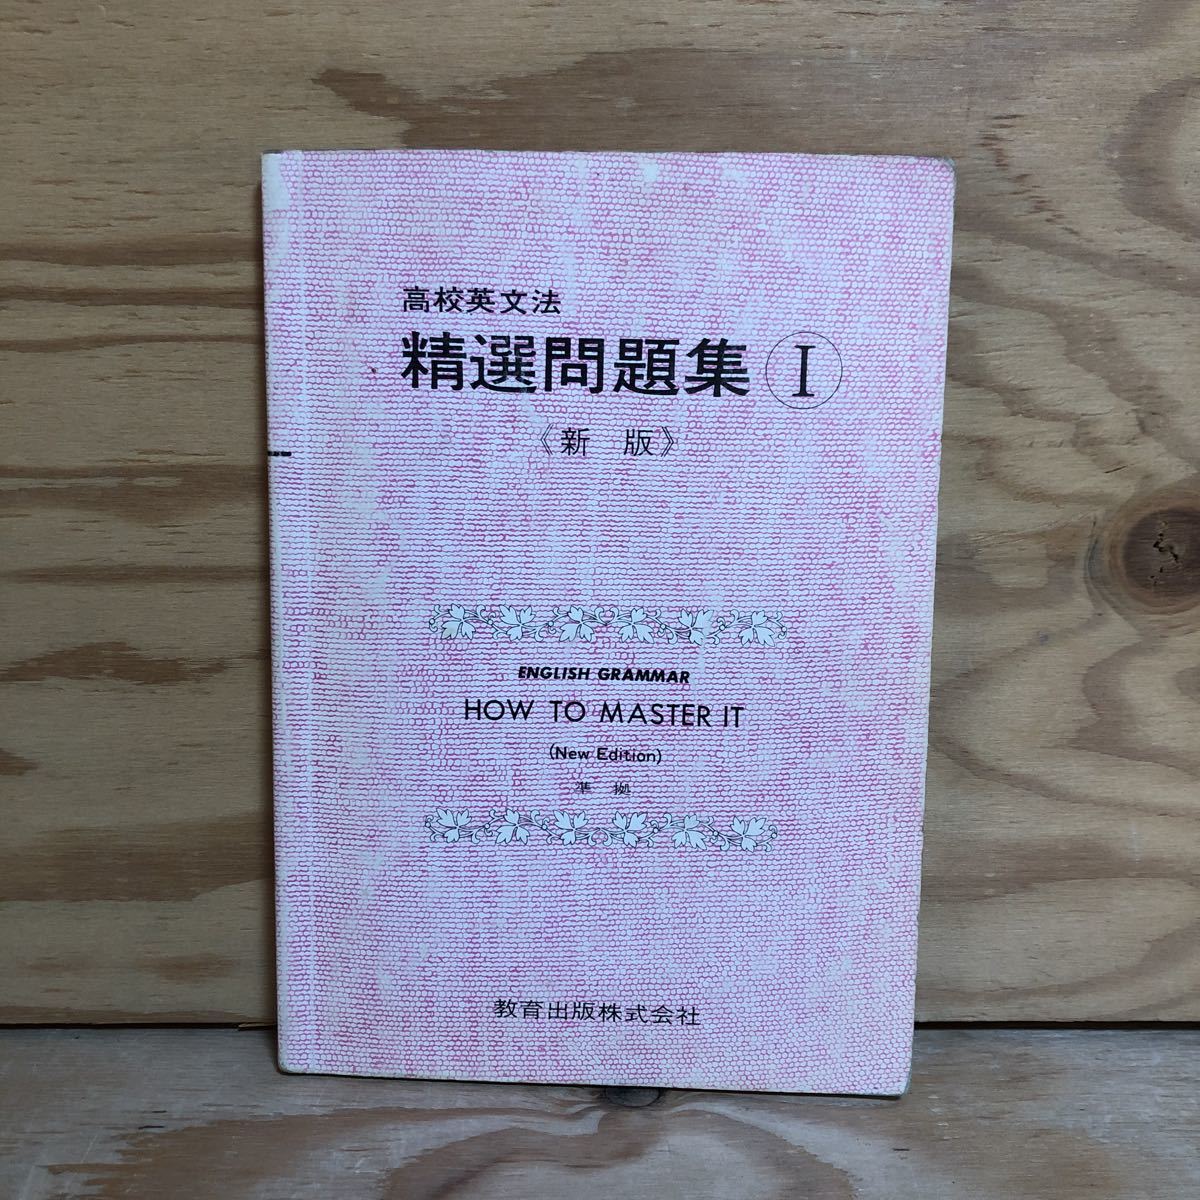 高校英文法
精選問題集 Ⅰ
《新 版》
ENGLISH GRAMMAR
HOW TO MASTER IT
(New Edition)
準 拠
教育出版株式会社